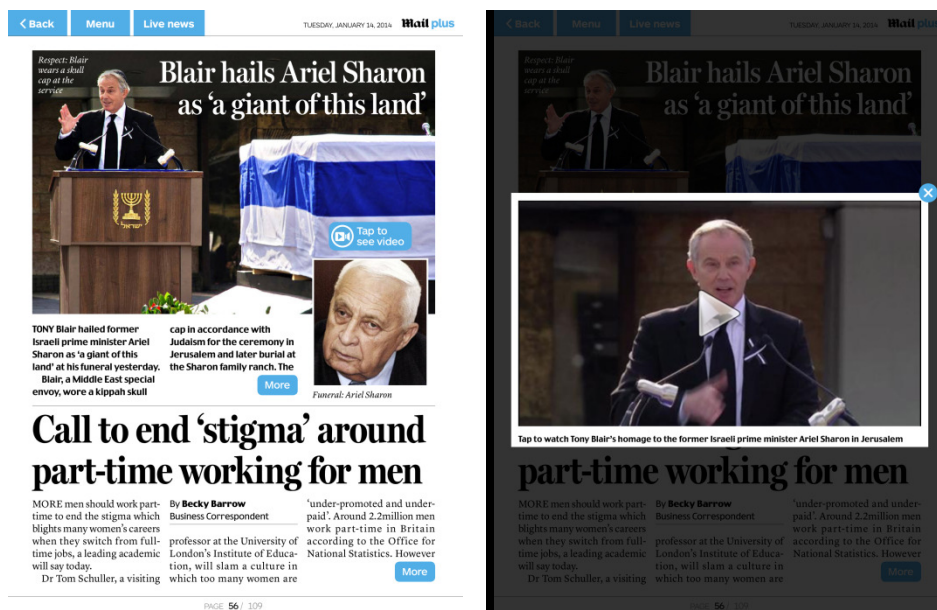 Back
Menu
Live news
TUESDAY, JANUARY 14, 2014
Mail plus
Respect: Blair
wears a skull
cap at the
service
Blair hails Ariel Sharon
as ‘a giant of this land’
Tap to
see video
TONY Blair hailed former
Israeli prime minister Ariel
Sharon as ‘a giant of this
land’ at his funeral yesterday.
Blair, a Middle East special
envoy, wore a kippah skull
cap in accordance with
Judaism for the ceremony in
Jerusalem and later burial at
the Sharon family ranch. The
More
Funeral: Ariel Sharon
Call to end ‘stigma’ around
part-time working for men
MORE men should work part-
time to end the stigma which
blights many women’s careers
when they switch from full-
time jobs, a leading academic
will say today.
Dr Tom Schuller, a visiting
By Becky Barrow
Business Correspondent
professor at the University of
London’s Institute of Educa-
tion, will slam a culture in
which too many women are
‘under-promoted and under-
paid’. Around 2.2million men
work part-time in Britain
according to the Office for
National Statistics. However
More
PAGE 56 / 109
Back
Menu
Live news
TUESDAY, JANUARY 14, 2014
Mail plus
Respect: Blair
wears a skull
cap at the
service
Blair hails Ariel Sharon
as ‘a giant of this land’
Tap to watch Tony Blair’s homage to the former Israeli prime minister Ariel Sharon in Jerusalem
part-time working for men
MORE men should work part-
time to end the stigma which
blights many women’s careers
when they switch from full-
time jobs, a leading academic
will say today.
Dr Tom Schuller, a visiting
By Becky Barrow
Business Correspondent
professor at the University of
London’s Institute of Educa-
tion, will slam a culture in
which too many women are
‘under-promoted and under-
paid’. Around 2.2million men
work part-time in Britain
according to the Office for
National Statistics. However
More
PAGE 56 / 109